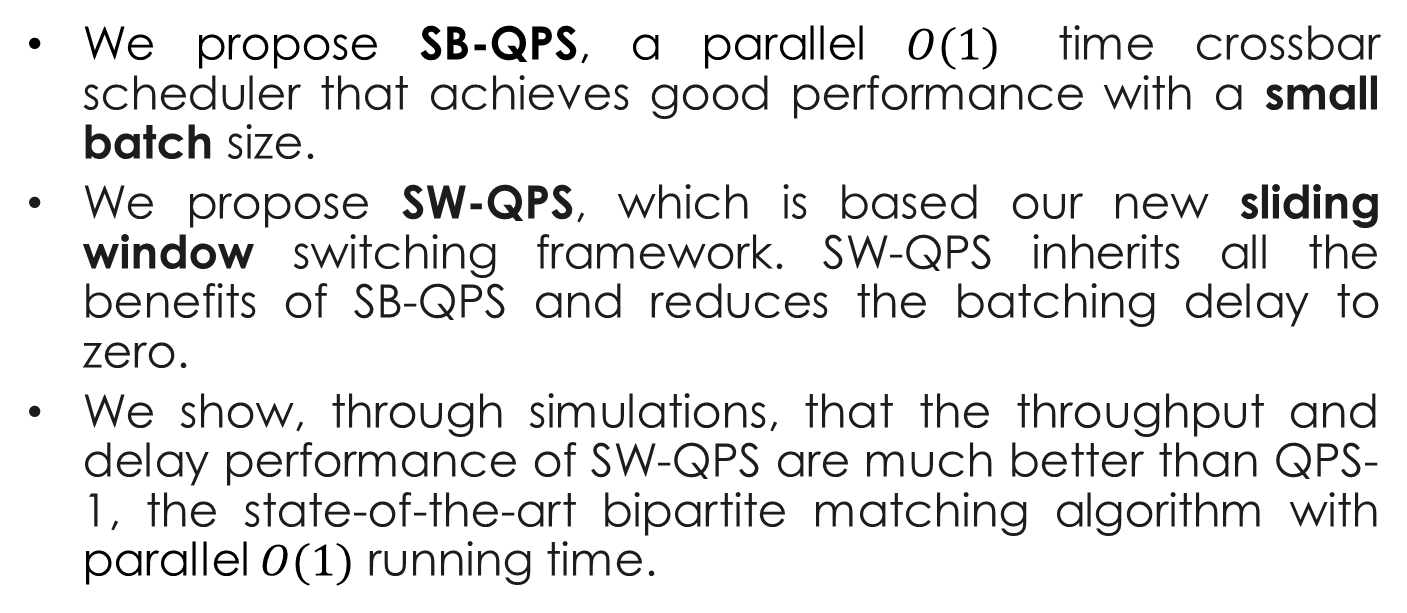 • We propose SB-QPS, a parallel O(1) time crossbar
scheduler that achieves good performance with a small
batch size.
• We propose SW-QPS, which is based our new sliding
window switching framework. SW-QPS inherits all the
benefits of SB-QPS and reduces the batching delay to
zero.
• We show, through simulations, that the throughput and
delay performance of SW-QPS are much better than QPS-
1, the state-of-the-art bipartite matching algorithm with
parallel O(1) running time.